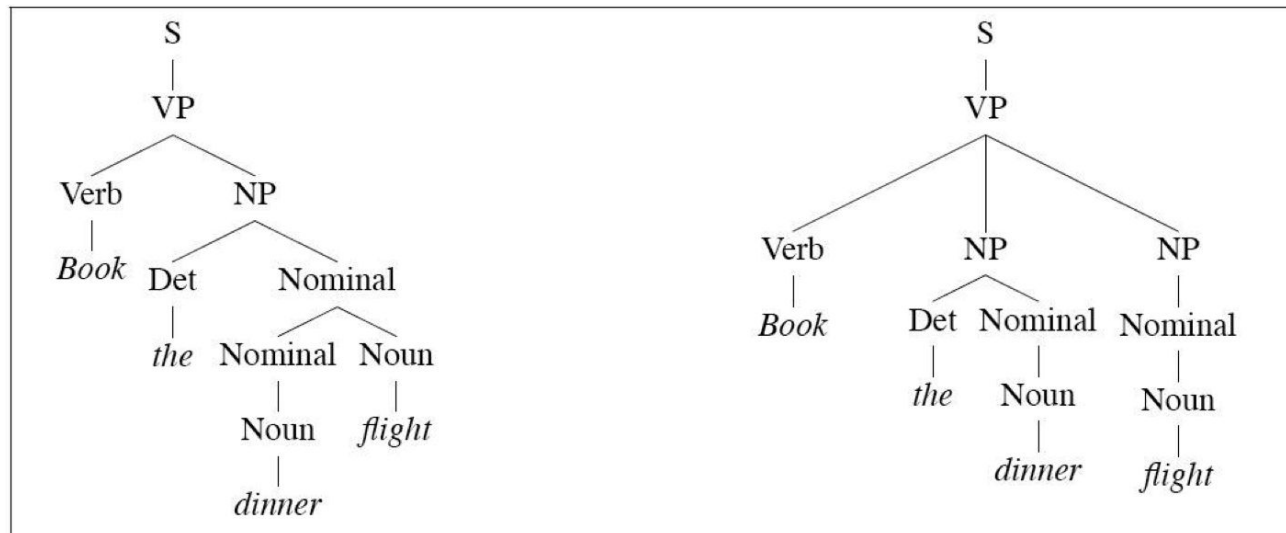 S S
VP VP
Verb NP
Verb NP NP
Book Det Nominal
the Nominal Noun
Book Det Nominal Nominal
the Noun Noun
Noun flight
dinner flight
dinner